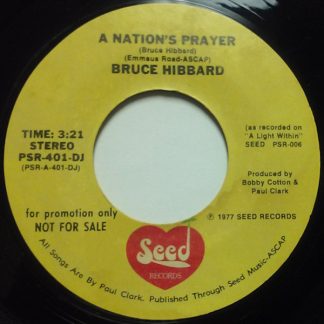 A NATION'S PRAYER
(Bruce Hibbard)
(Emmaus Road-ASCAP)
BRUCE HIBBARD
TIME: 3:21
STEREO
PSR-401-DJ
(PSR-A-401-DJ)
(as recorded on
"A Light Within"
SEED PSR-006
Produced by
Bobby Cotton &
Paul Clark
for promotion only
NOT FOR SALE
℗ 1977 SEED RECORDS
Seed
RECORDS
All Songs Are By Paul Clark. Published Through Seed Music-ASCAP